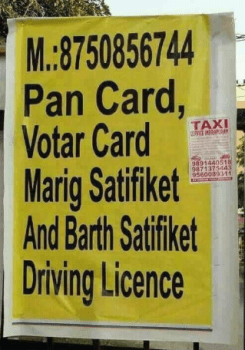 M.:8750856744
Pan Card,
Votar Card
Marig Satifiket
And Barth Satifiket
Driving Licence
TAXI